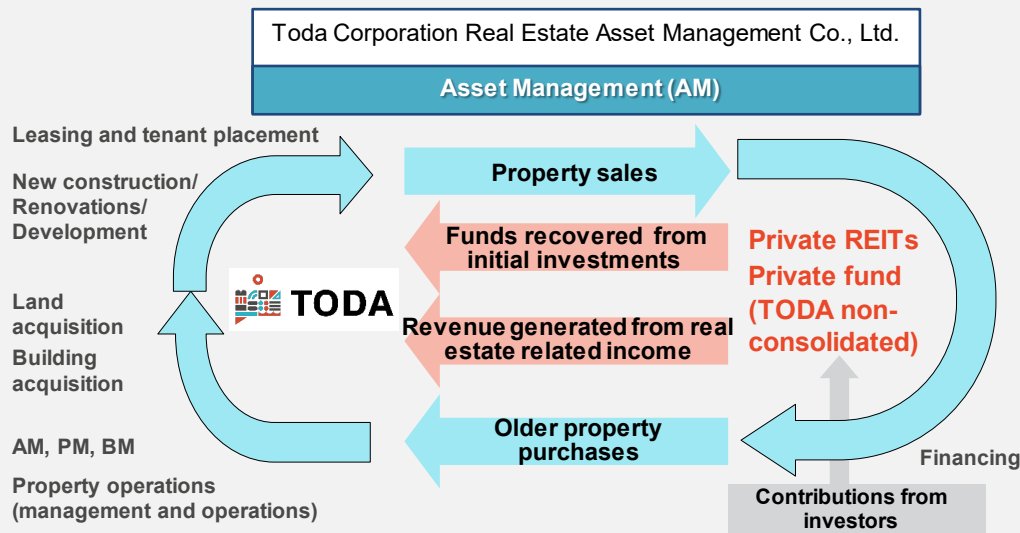 Toda Corporation Real Estate Asset Management Co., Ltd.
Asset Management (AM)
Leasing and tenant placement
New construction/
Renovations/
Development
Land
acquisition
Building
acquisition
AM, PM, BM
Property operations
(management and operations)
TODA
Property sales
Funds recovered from
initial investments
Revenue generated from real
estate related income
Older property
purchases
Private REITs
Private fund
(TODA non-
consolidated)
Financing
Contributions from
investors